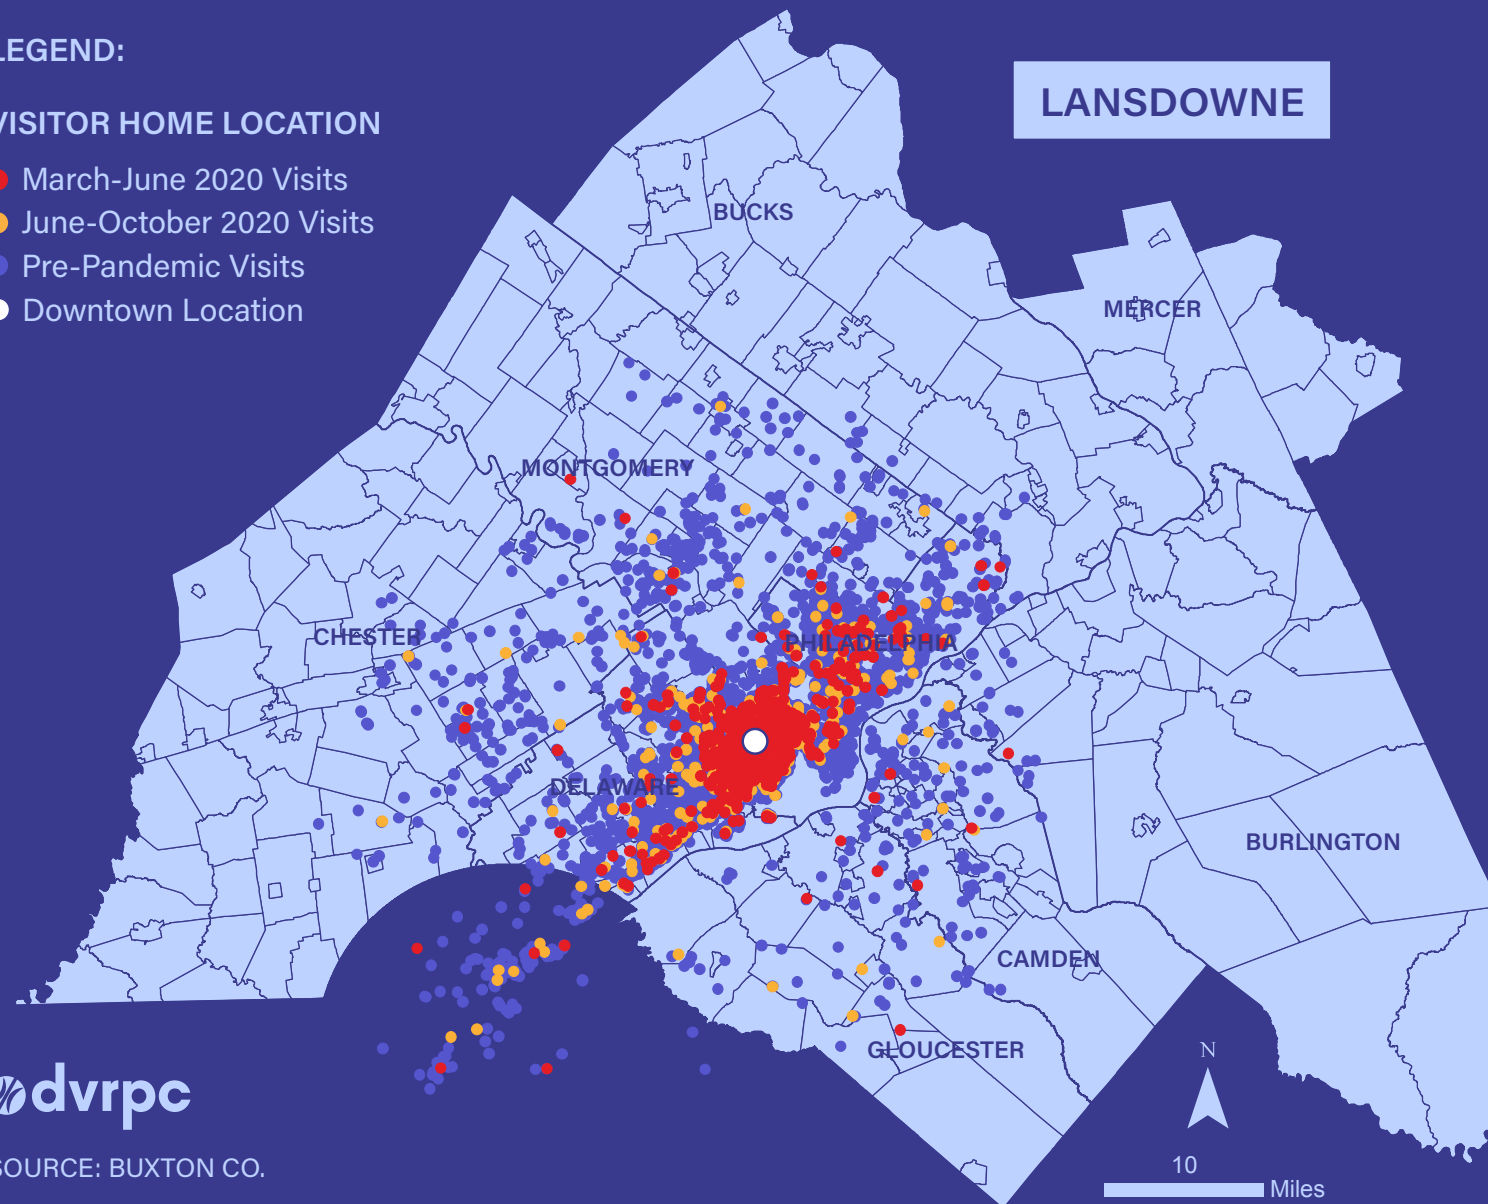 LEGEND:
LANSDOWNE
VISITOR HOME LOCATION
March-June 2020 Visits
June-October 2020 Visits
Pre-Pandemic Visits
Downtown Location
BUCKS
MERCER
MONTGOMERY
CHESTER
PHILADELPHIA
DELAWARE
BURLINGTON
CAMDEN
GLOUCESTER
N
dvrpc
SOURCE: BUXTON CO.
10
Miles